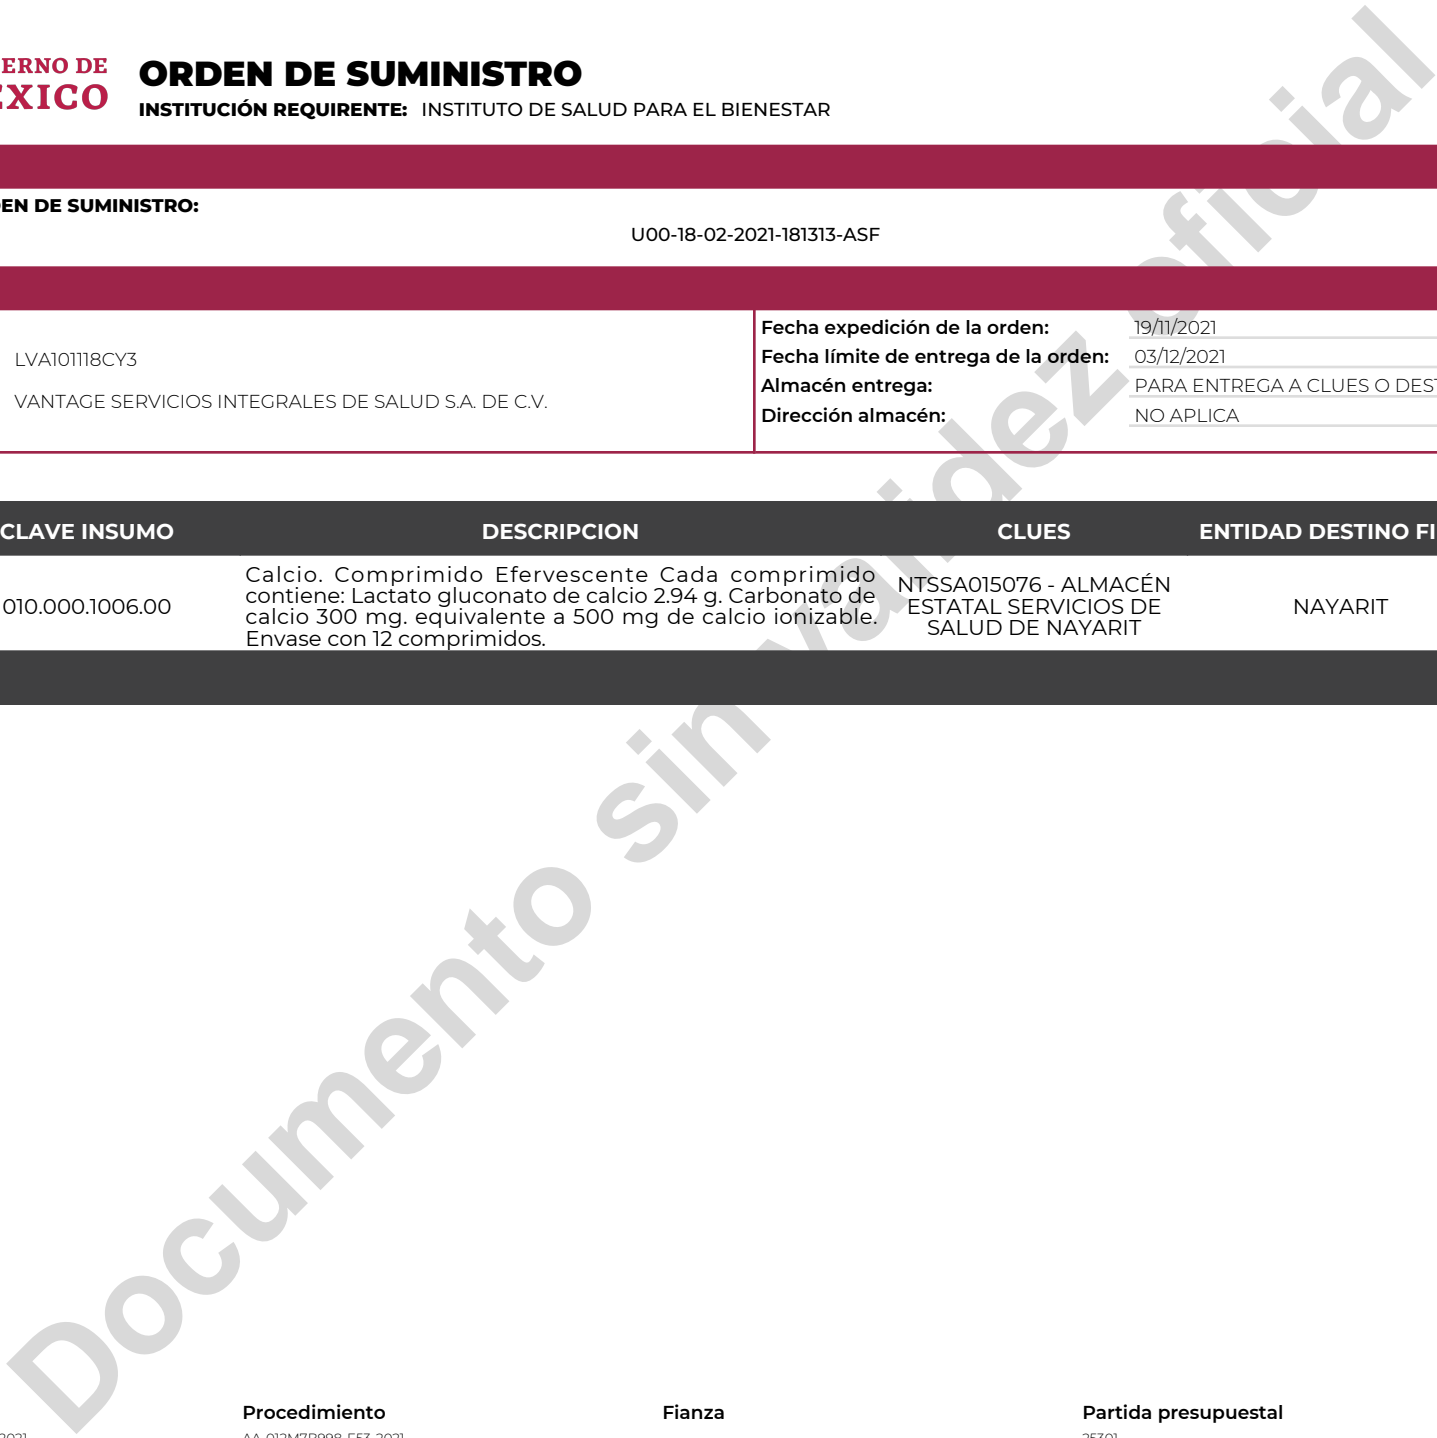 ERNO DE
ORDEN DE SUMINISTRO
EXICO
INSTITUCIÓN REQUIRENTE: INSTITUTO DE SALUD PARA EL BIENESTAR
EN DE SUMINISTRO:
U00-18-02-2021-181313-ASF
LVA101118CY3
VANTAGE SERVICIOS INTEGRALES DE SALUD S.A. DE C.V.
Fecha expedición de la orden: 19/11/2021
Fecha límite de entrega de la orden: 03/12/2021
Almacén entrega: PARA ENTREGA A CLUES O DEST
Dirección almacén: NO APLICA
CLAVE INSUMO DESCRIPCION CLUES ENTIDAD DESTINO FI
010.000.1006.00
Calcio. Comprimido Efervescente Cada comprimido
contiene: Lactato gluconato de calcio 2.94 g. Carbonato de
calcio 300 mg. equivalente a 500 mg de calcio ionizable.
Envase con 12 comprimidos.
NTSSA015076 - ALMACÉN
ESTATAL SERVICIOS DE
SALUD DE NAYARIT
NAYARIT
Documento sin validez oficial
Procedimiento Fianza Partida presupuestal